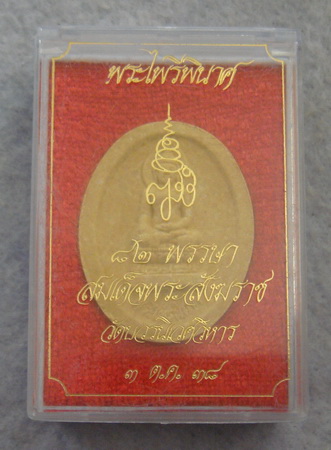 พระไพรีพินาศ
๘๒ พรรษา
สมเด็จพระสังฆราช
วัดบวรนิเวศวิหาร
๓ ต.ค. ๓๘